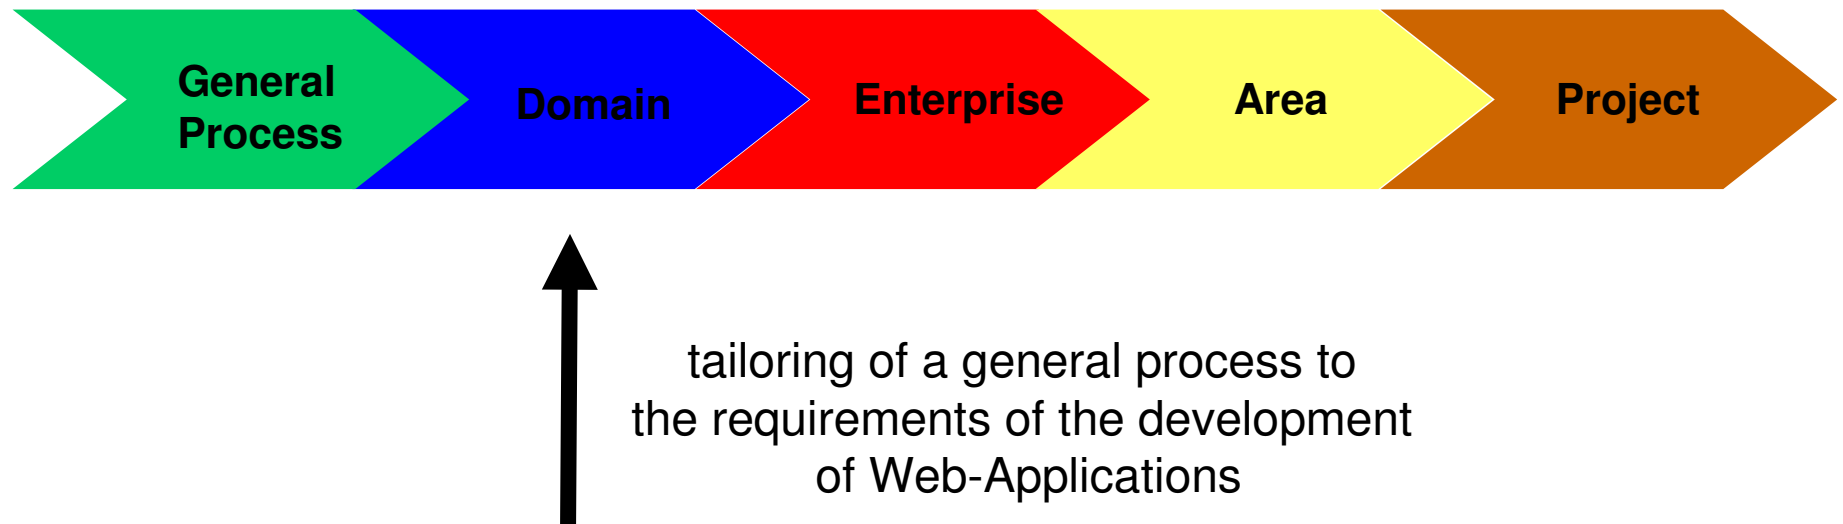 General
Process
Domain
Enterprise
Area
Project
tailoring of a general process to
the requirements of the development
of Web-Applications